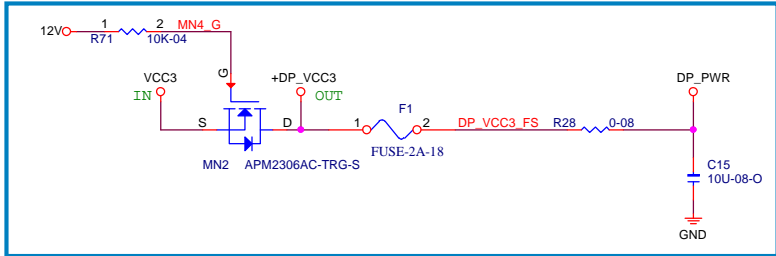 12V
1
2
MN4_G
R71
10K-04
G
VCC3
IN
+DP_VCC3
OUT
S
D
MN2
APM2306AC-TRG-S
F1
1
2
FUSE-2A-18
DP_VCC3_FS
R28
0-08
DP_PWR
C15
10U-08-O
GND